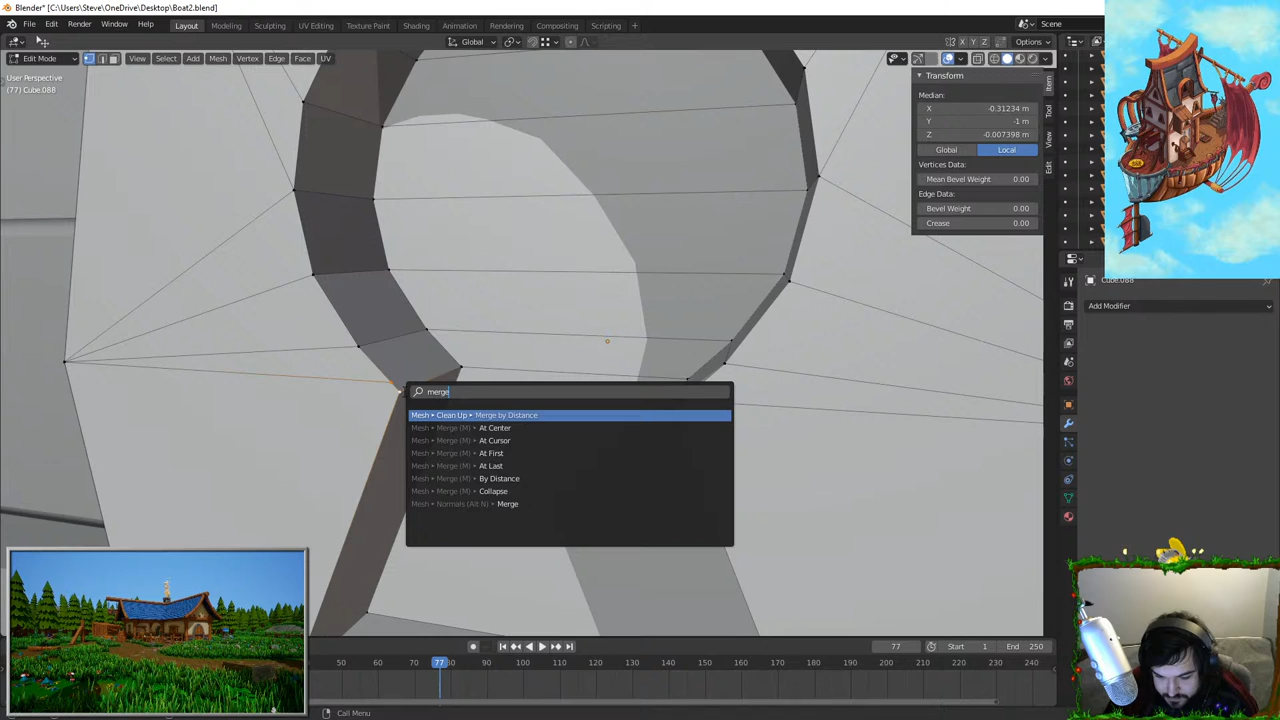 Blender* [C:\Users\Steve\OneDrive\Desktop\Boat2.blend]
File Edit Render Window Help Layout Modeling Sculpting UV Editing Texture Paint Shading Animation Rendering Compositing Scripting Scene
Global X Y Z Options
Edit Mode View Select Add Mesh Vertex Edge Face UV
User Perspective
(77) Cube.088
Transform
Median:
X -0.31234 m
Y -1 m
Z -0.007398 m
Global Local
Vertices Data:
Mean Bevel Weight 0.00
Edge Data:
Bevel Weight 0.00
Crease 0.00
Item
Tool
View
Edit
Cube.088
Add Modifier
merge
Mesh ▸ Clean Up ▸ Merge by Distance
Mesh ▸ Merge (M) ▸ At Center
Mesh ▸ Merge (M) ▸ At Cursor
Mesh ▸ Merge (M) ▸ At First
Mesh ▸ Merge (M) ▸ At Last
Mesh ▸ Merge (M) ▸ By Distance
Mesh ▸ Merge (M) ▸ Collapse
Mesh ▸ Normals (Alt N) ▸ Merge
77 Start 1 End 250
50 60 70 77 80 90 100 110 120 130 140 150 160 170 180 190 200 210 220 230 240
Call Menu